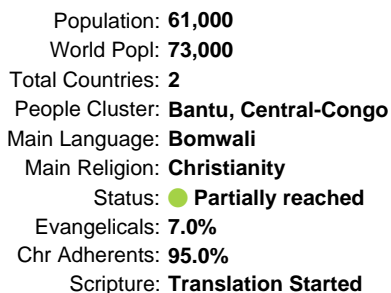 Population: 61,000
World Popl: 73,000
Total Countries: 2
People Cluster: Bantu, Central-Congo
Main Language: Bomwali
Main Religion: Christianity
Status: Partially reached
Evangelicals: 7.0%
Chr Adherents: 95.0%
Scripture: Translation Started